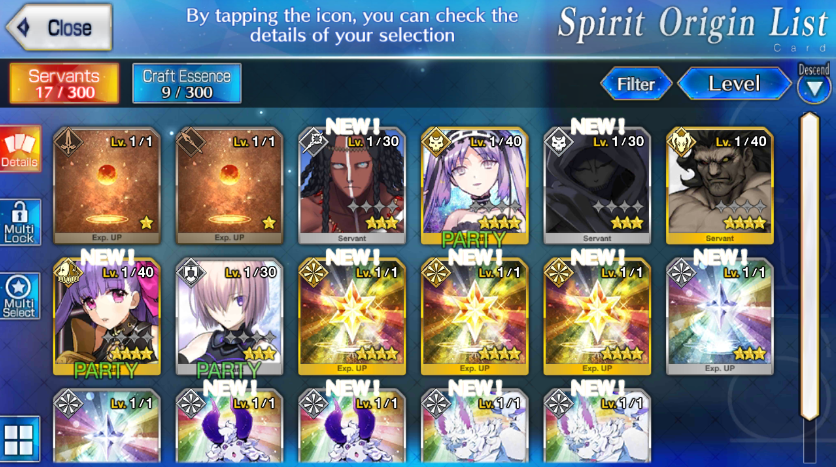 Close
By tapping the icon, you can check the
details of your selection
Spirit Origin List
Card
Servants
17 / 300
Craft Essence
9 / 300
Filter
Level
Descend
Details
Multi
Lock
Multi
Select
Lv. 1/1
Exp. UP
Lv. 1/1
Exp. UP
NEW!
Lv. 1/30
Servant
Lv. 1/40
PARTY
NEW!
Lv. 1/30
Servant
Lv. 1/40
Servant
NEW!
Lv. 1/40
PARTY
Lv. 1/30
PARTY
NEW!
Lv. 1/1
Exp. UP
NEW!
Lv. 1/1
Exp. UP
NEW!
Lv. 1/1
Exp. UP
NEW!
Lv. 1/1
Exp. UP
Lv. 1/1
NEW!
Lv. 1/1
NEW!
Lv. 1/1
NEW!
Lv. 1/1
NEW!
Lv. 1/1